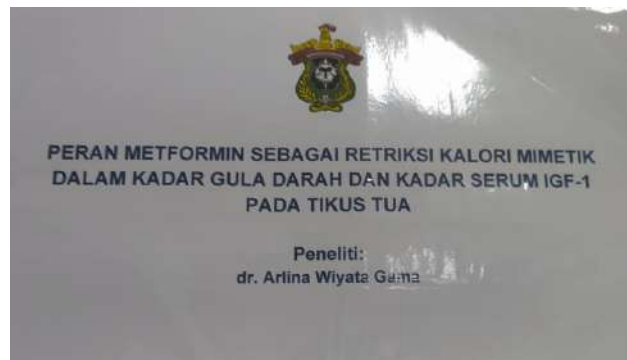 PERAN METFORMIN SEBAGAI RETRIKSI KALORI MIMETIK
DALAM KADAR GULA DARAH DAN KADAR SERUM IGF-1
PADA TIKUS TUA
Peneliti:
dr. Arlina Wiyata Gama